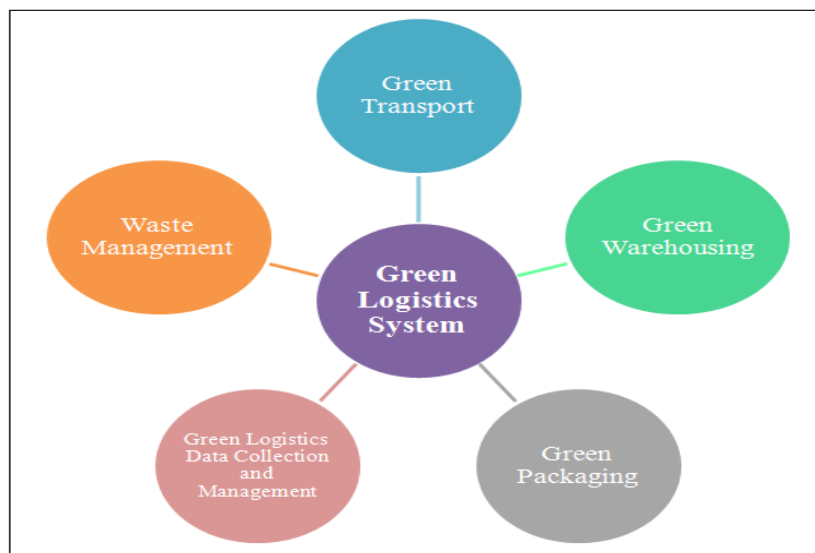 Green
Transport
Waste
Management
Green
Warehousing
Green
Logistics
System
Green Logistics
Data Collection
and
Management
Green
Packaging